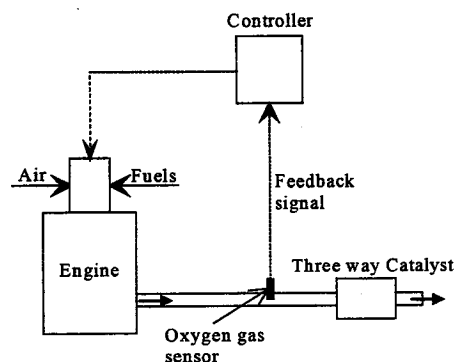 Controller
Air
Fuels
Feedback
signal
Engine
Three way Catalyst
Oxygen gas
sensor